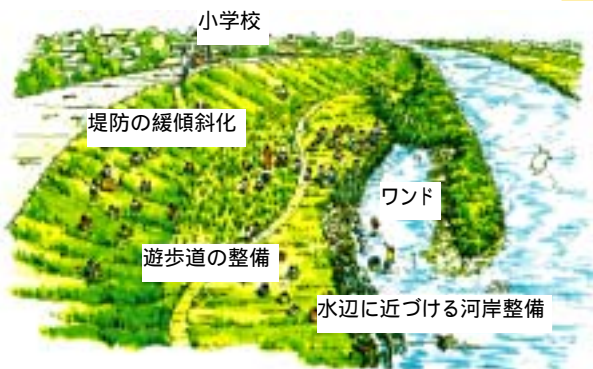 小学校
堤防の緩傾斜化
ワンド
遊歩道の整備
水辺に近づける河岸整備